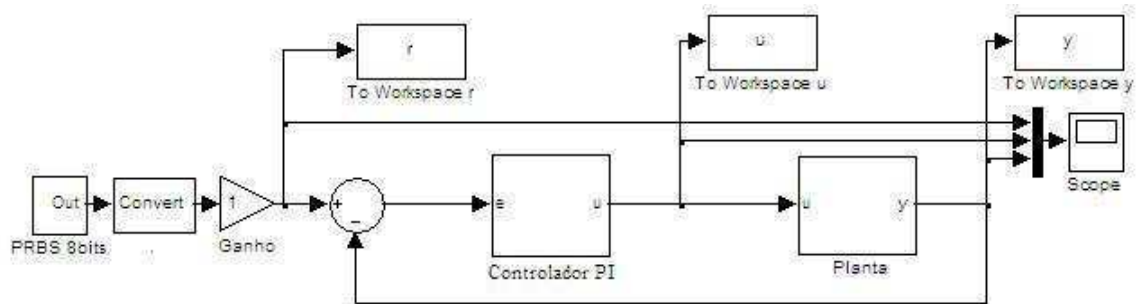 r
To Workspace r
u
To Workspace u
y
To Workspace y
Scope
Out
PRBS 8bits
Convert
.
1
Ganho
+
−
e
u
Controlador PI
u
y
Planta